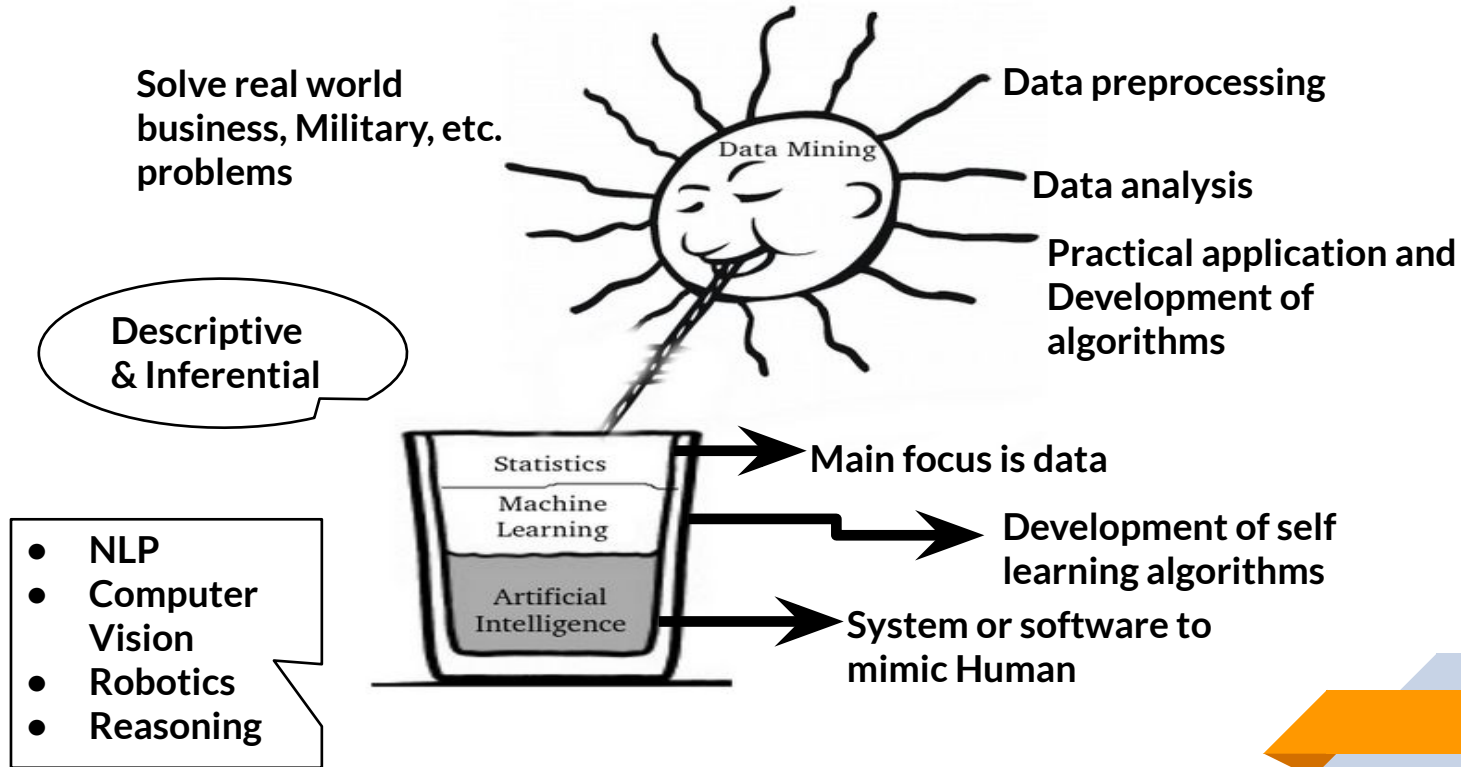 Solve real world
business, Military, etc.
problems
Data Mining
Data preprocessing
Data analysis
Practical application and
Development of
algorithms
Descriptive
& Inferential
Statistics
Main focus is data
Machine
Learning
Development of self
learning algorithms
Artificial
Intelligence
System or software to
mimic Human
● NLP
● Computer
Vision
● Robotics
● Reasoning